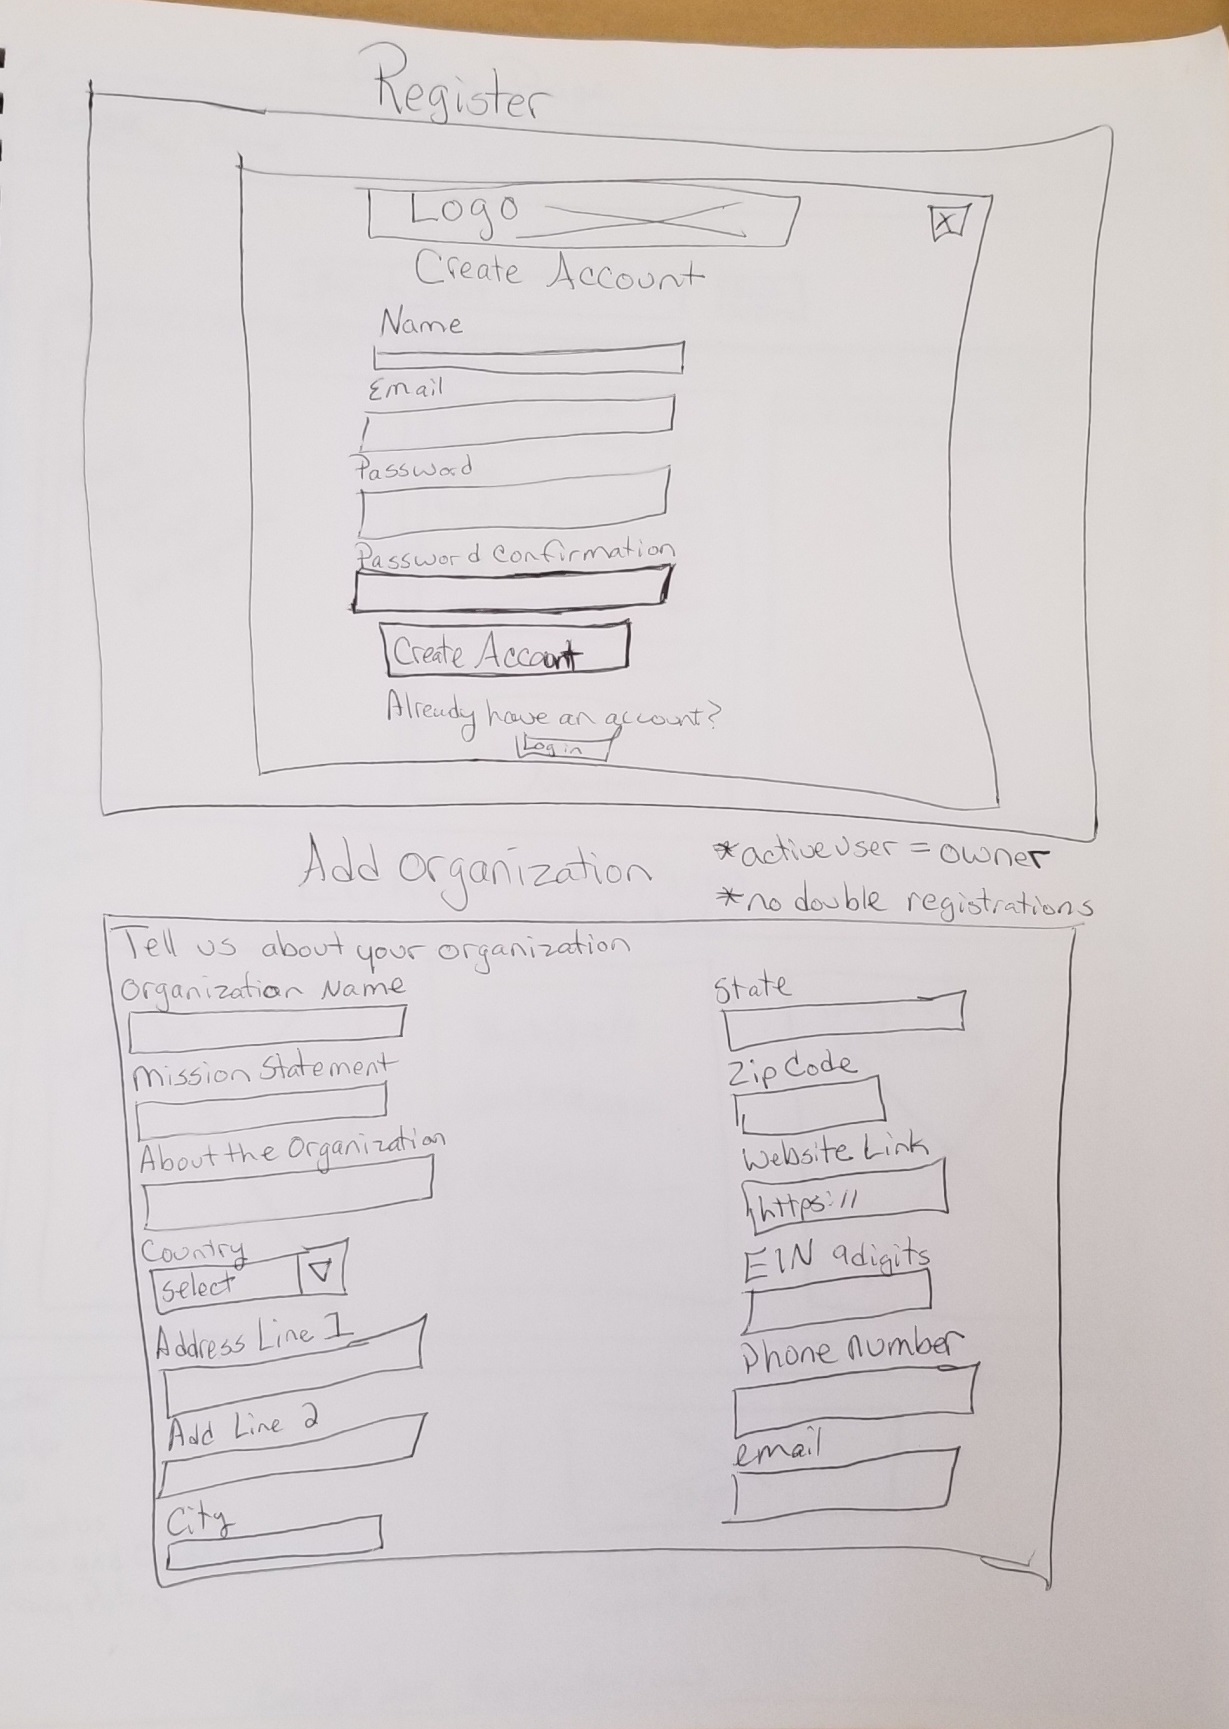 Register
Logo
X
Create Account
Name
Email
Password
Password Confirmation
Create Account
Already have an account?
Log in
Add Organization
*active user = owner
*no double registrations
Tell us about your organization
Organization Name
Mission Statement
About the Organization
Country
Select
Address Line 1
Add Line 2
City
State
Zip Code
Website Link
https://
EIN 9digits
Phone number
email